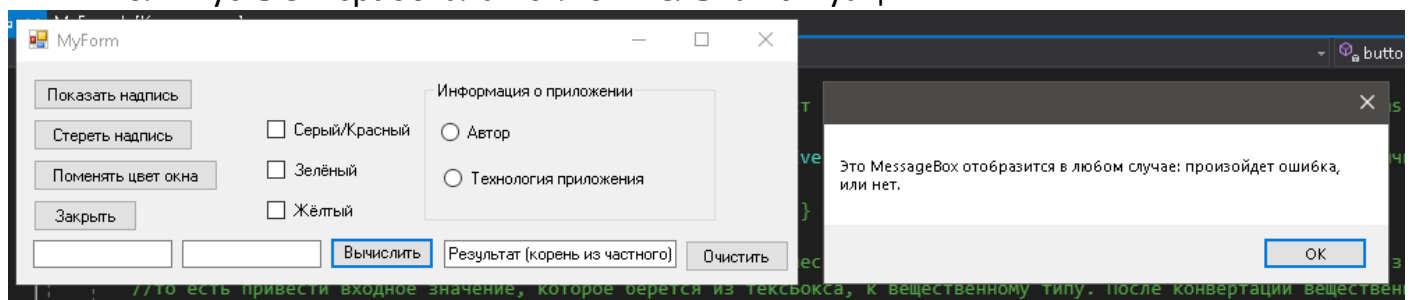 MyForm
butto
Показать надпись
Информация о приложении
Стереть надпись
Серый/Красный
Автор
Поменять цвет окна
Зелёный
Технология приложения
Закрыть
Жёлтый
Вычислить
Результат (корень из частного)
Очистить
Это MessageBox отобразится в любом случае: произойдет ошибка,
или нет.
OK
//То есть привести входное значение, которое берется из текстБокса, к вещественному типу. После конвертации